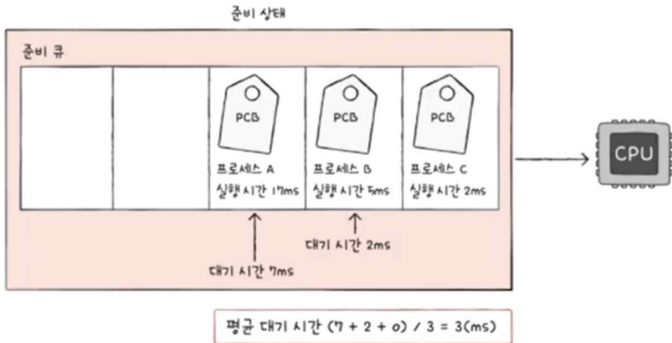 준비 상태
준비 큐
PCB
PCB
PCB
프로세스 A
실행 시간 17ms
프로세스 B
실행 시간 5ms
프로세스 C
실행 시간 2ms
CPU
대기 시간 2ms
대기 시간 7ms
평균 대기 시간 (7 + 2 + 0) / 3 = 3(ms)